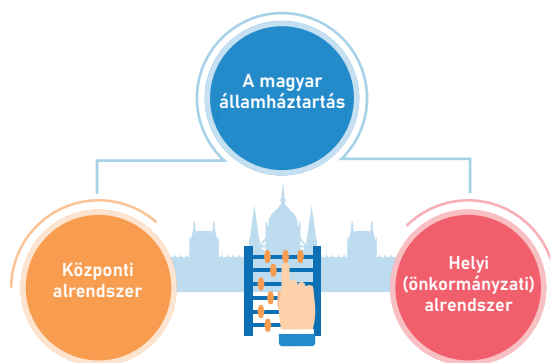 A magyar
államháztartás
Központi
alrendszer
Helyi
(önkormányzati)
alrendszer